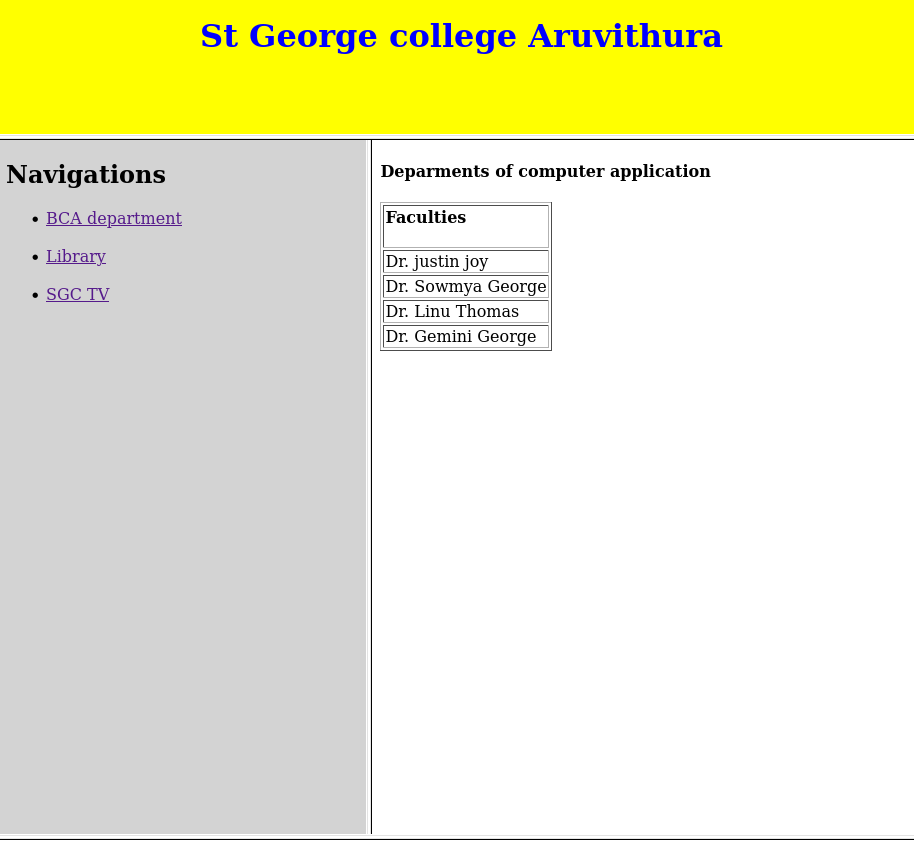 St George college Aruvithura
Navigations
BCA department
Library
SGC TV
Deparments of computer application
Faculties
Dr. justin joy
Dr. Sowmya George
Dr. Linu Thomas
Dr. Gemini George